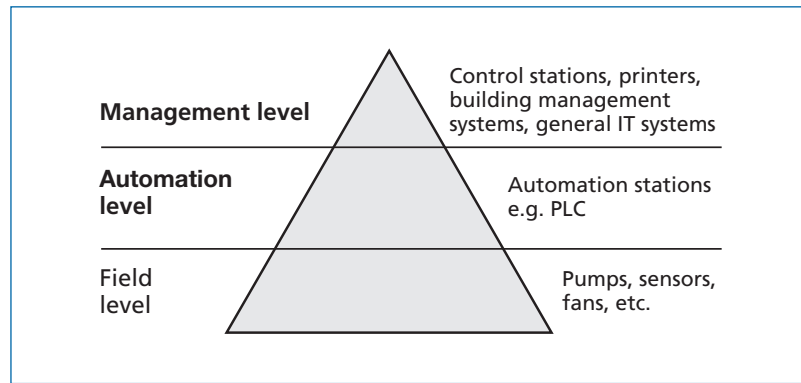 Management level
Control stations, printers,
building management
systems, general IT systems
Automation
level
Automation stations
e.g. PLC
Field
level
Pumps, sensors,
fans, etc.